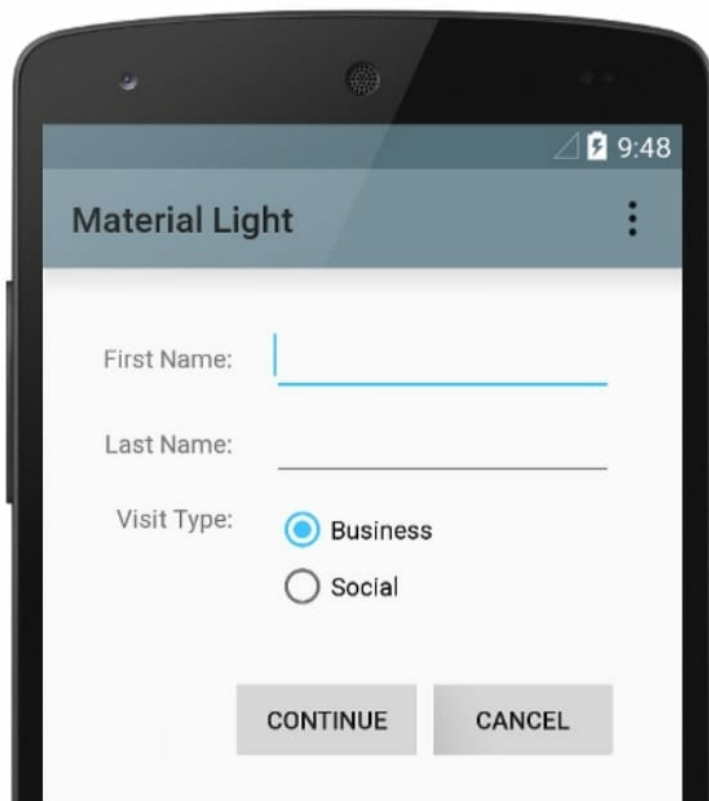 9:48
Material Light
First Name:
Last Name:
Visit Type:
Business
Social
CONTINUE
CANCEL